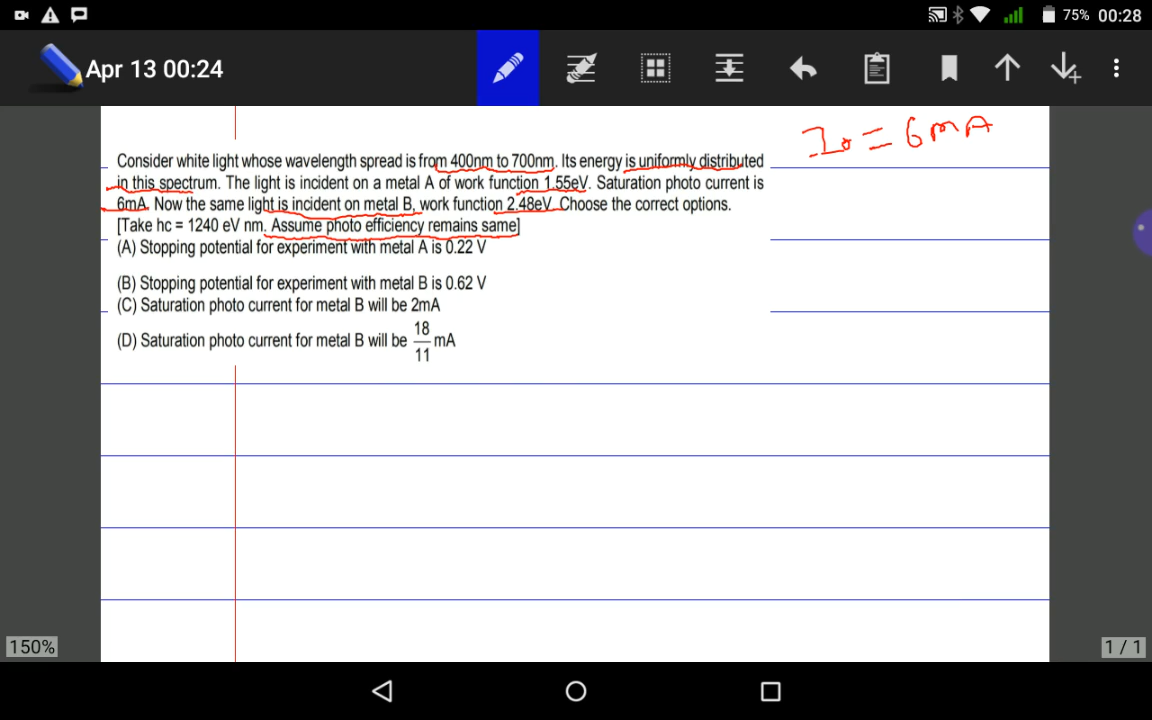 75% 00:28
Apr 13 00:24
I0 = 6mA
Consider white light whose wavelength spread is from 400nm to 700nm. Its energy is uniformly distributed
in this spectrum. The light is incident on a metal A of work function 1.55eV. Saturation photo current is
6mA. Now the same light is incident on metal B, work function 2.48eV Choose the correct options.
[Take hc = 1240 eV nm. Assume photo efficiency remains same]
(A) Stopping potential for experiment with metal A is 0.22 V
(B) Stopping potential for experiment with metal B is 0.62 V
(C) Saturation photo current for metal B will be 2mA
(D) Saturation photo current for metal B will be 18/11 mA
150%
1 / 1